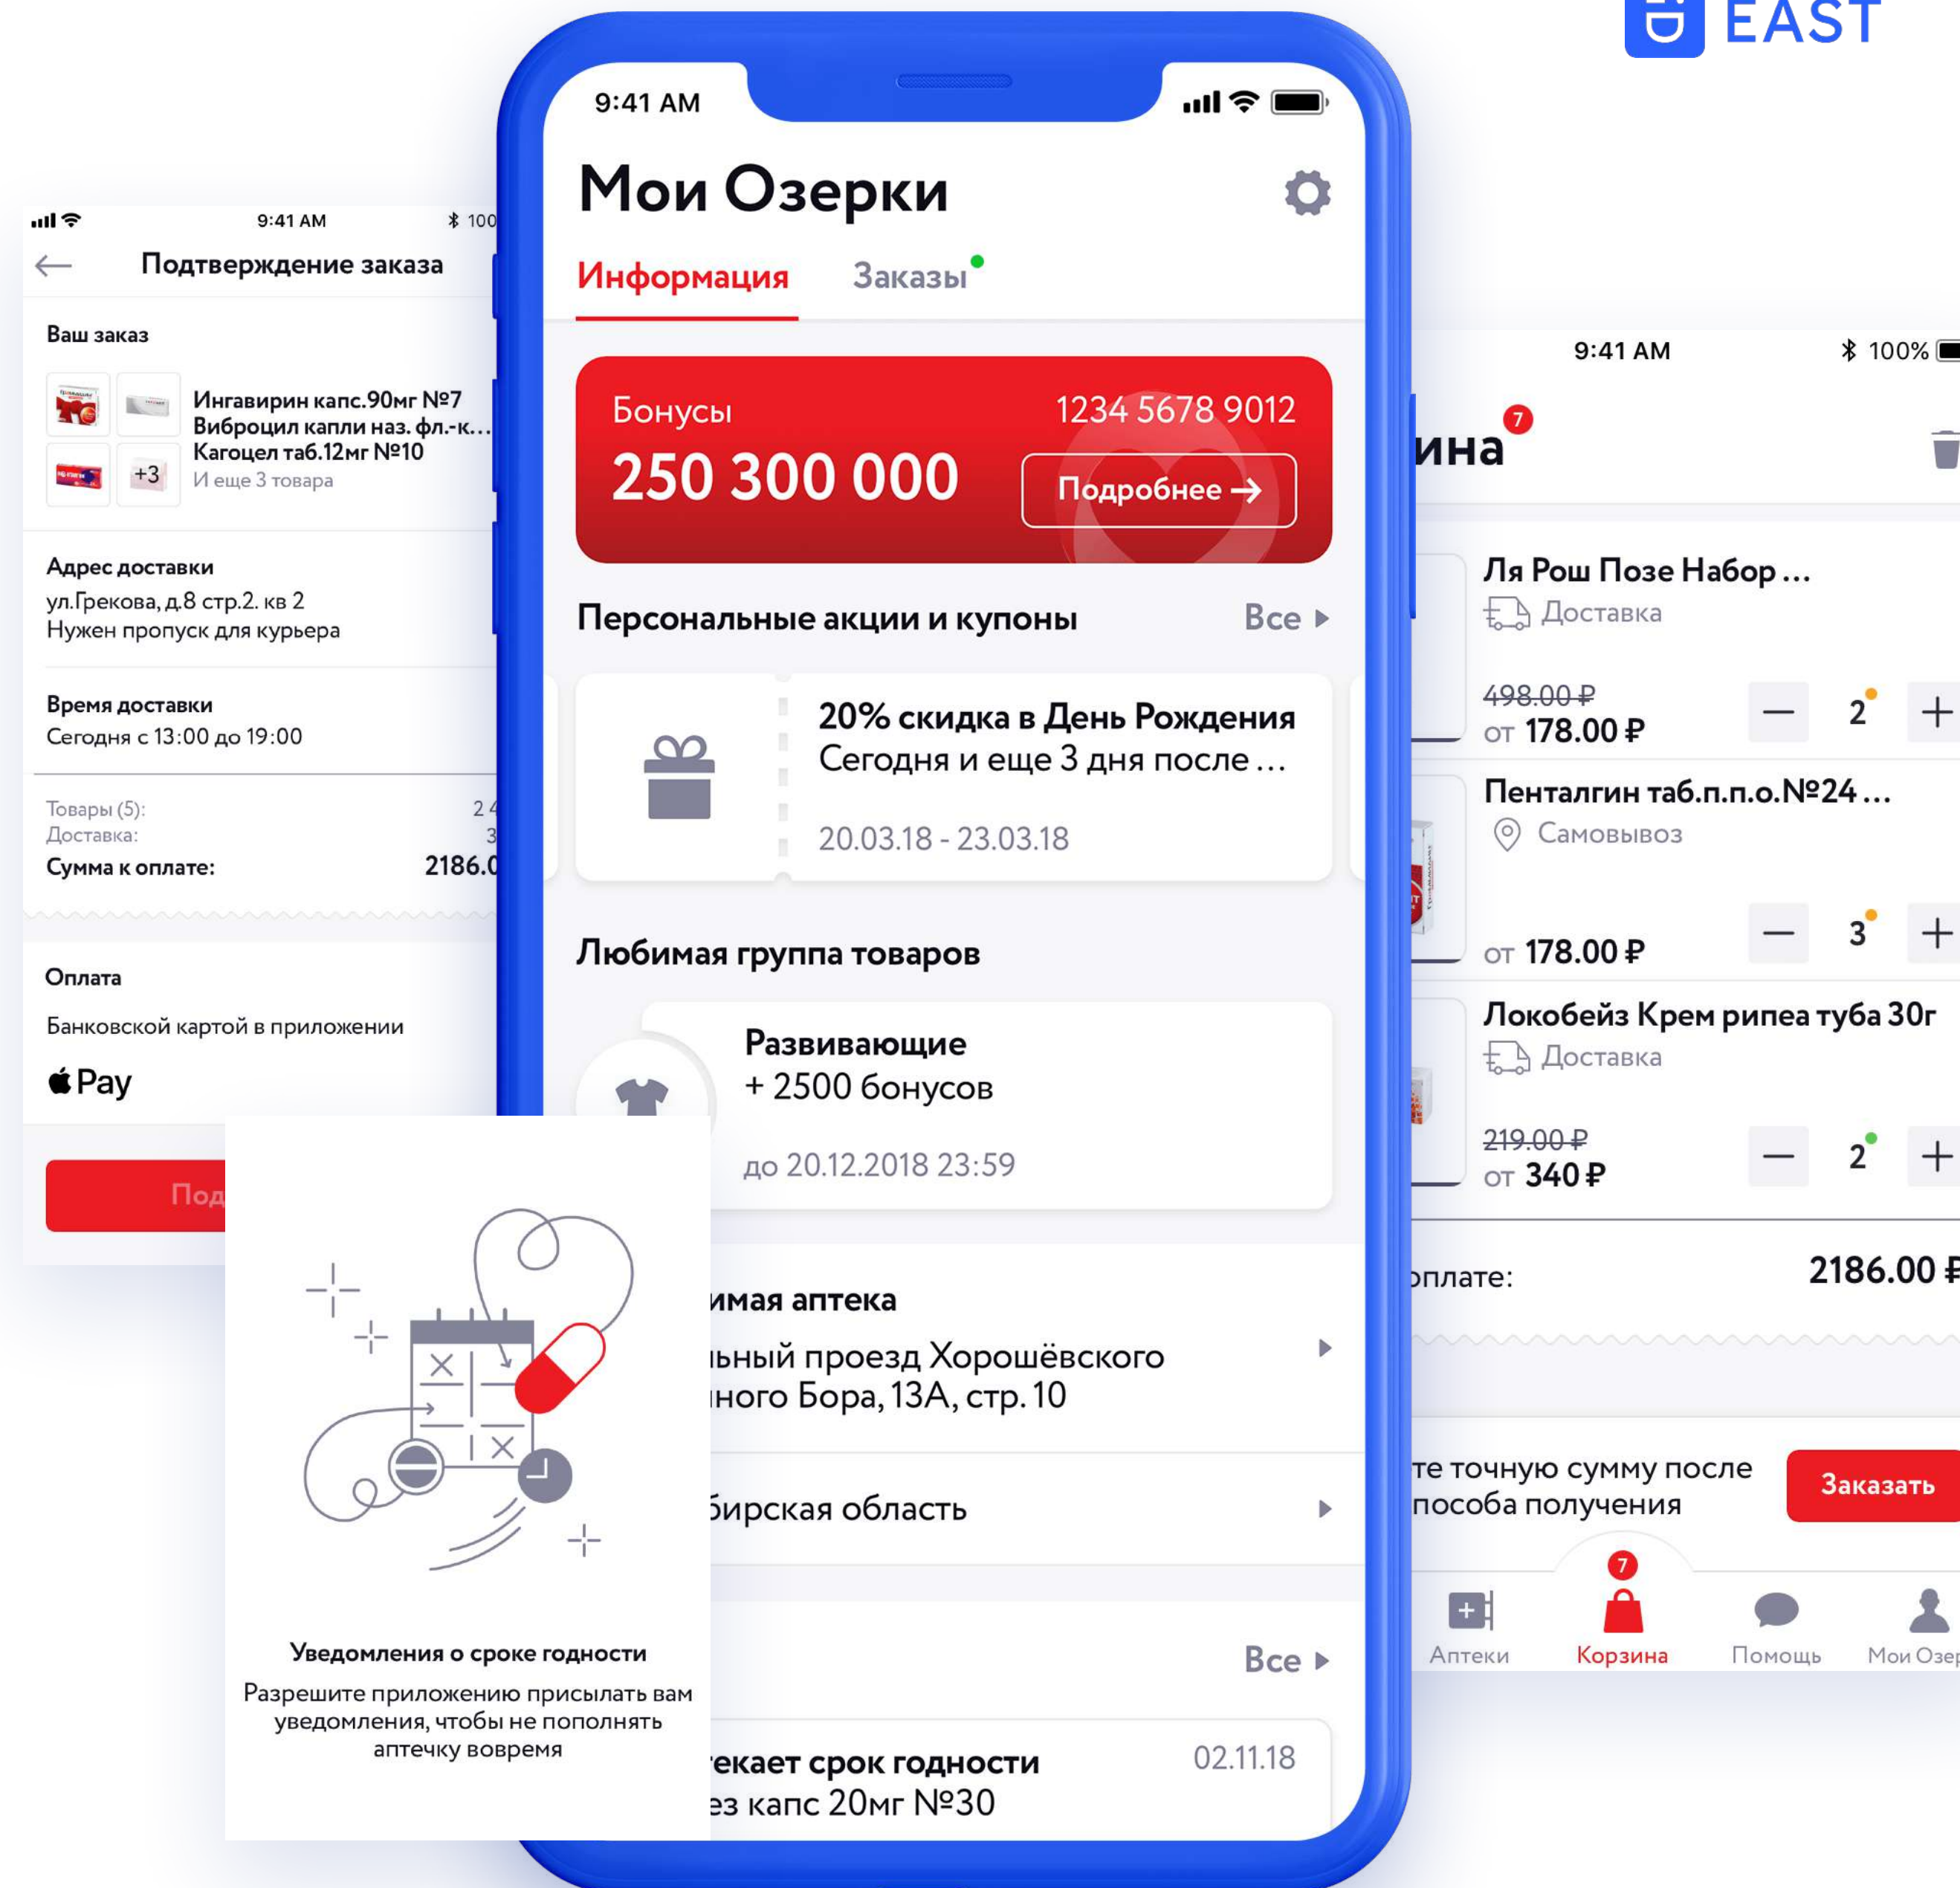 EAST
9:41 AM
100
Подтверждение заказа
Ваш заказ
Ингавирин капс.90мг №7
Виброцил капли наз. фл.-к...
Кагоцел таб.12мг №10
+3
И еще 3 товара
Адрес доставки
ул.Грекова, д.8 стр.2. кв 2
Нужен пропуск для курьера
Время доставки
Сегодня с 13:00 до 19:00
Товары (5):
2 4
Доставка:
3
Сумма к оплате:
2186.0
Оплата
Банковской картой в приложении
Pay
Под
Уведомления о сроке годности
Разрешите приложению присылать вам
уведомления, чтобы не пополнять
аптечку вовремя
9:41 AM
Мои Озерки
Информация
Заказы
Бонусы
1234 5678 9012
250 300 000
Подробнее →
Персональные акции и купоны
Все
20% скидка в День Рождения
Сегодня и еще 3 дня после ...
20.03.18 - 23.03.18
Любимая группа товаров
Развивающие
+ 2500 бонусов
до 20.12.2018 23:59
имая аптека
ьный проезд Хорошёвского
ного Бора, 13А, стр. 10
бирская область
Все
екает срок годности
02.11.18
ез капс 20мг №30
9:41 AM
100%
ина
7
Ля Рош Позе Набор ...
Доставка
498.00 ₽
от 178.00 ₽
2
Пенталгин таб.п.п.о.№24 ...
Самовывоз
от 178.00 ₽
3
Локобейз Крем рипеа туба 30г
Доставка
219.00 ₽
от 340 ₽
2
оплате:
2186.00 ₽
те точную сумму после
пособа получения
Заказать
7
Аптеки
Корзина
Помощь
Мои Озер